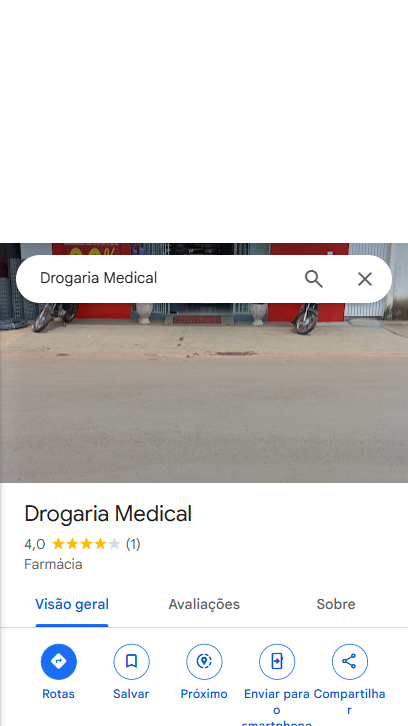 Drogaria Medical
Drogaria Medical
4,0 (1)
Farmácia
Visão geral Avaliações Sobre
Rotas Salvar Próximo Enviar para o smartphone Compartilhar